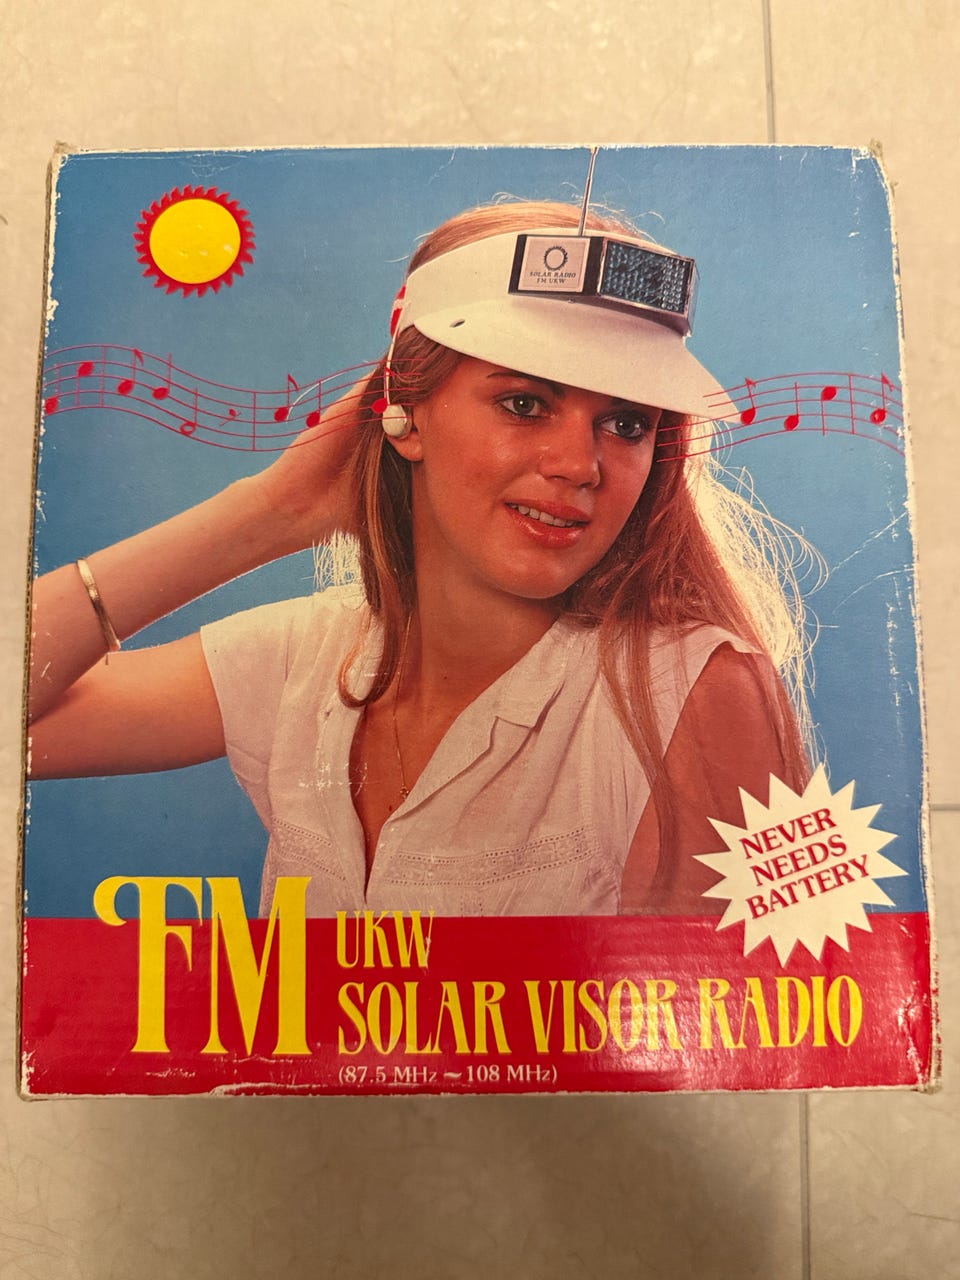 SOLAR RADIO
FM UKW
NEVER
NEEDS
BATTERY
FM UKW
SOLAR VISOR RADIO
(87.5 MHz ~ 108 MHz)